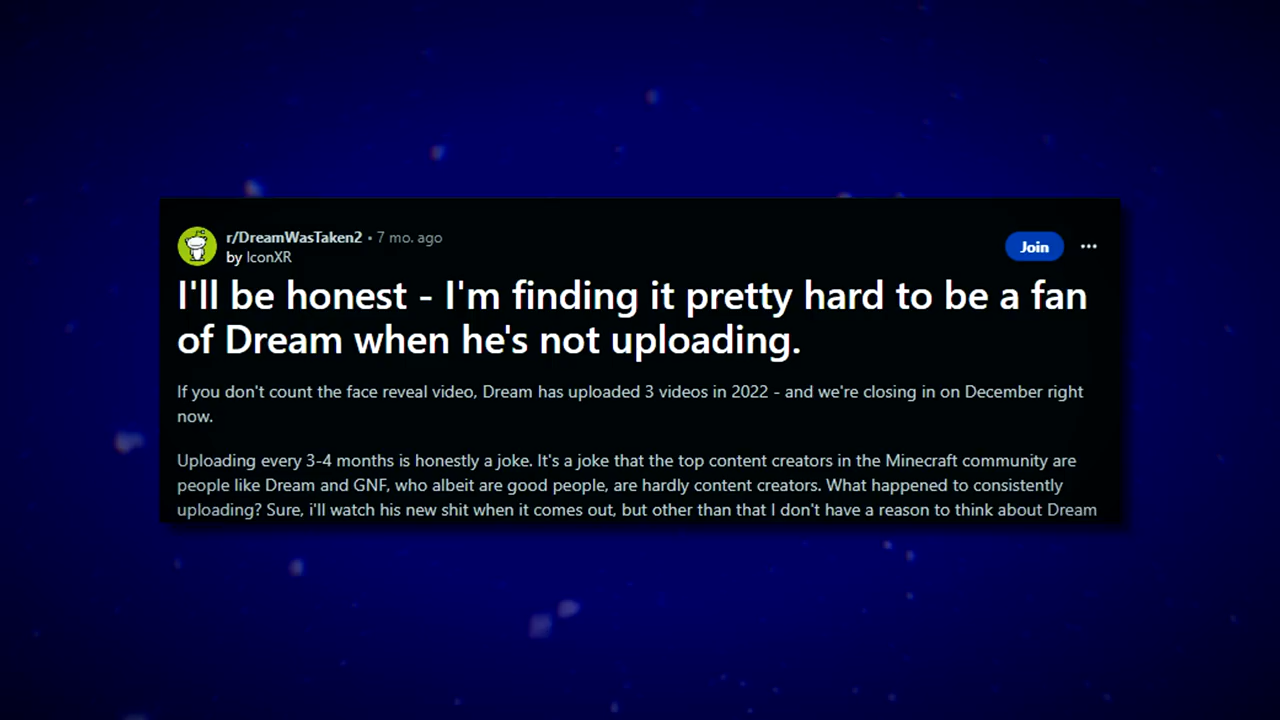 r/DreamWasTaken2 • 7 mo. ago
by IconXR
Join
I'll be honest - I'm finding it pretty hard to be a fan
of Dream when he's not uploading.
If you don't count the face reveal video, Dream has uploaded 3 videos in 2022 - and we're closing in on December right
now.
Uploading every 3-4 months is honestly a joke. It's a joke that the top content creators in the Minecraft community are
people like Dream and GNF, who albeit are good people, are hardly content creators. What happened to consistently
uploading? Sure, i'll watch his new shit when it comes out, but other than that I don't have a reason to think about Dream